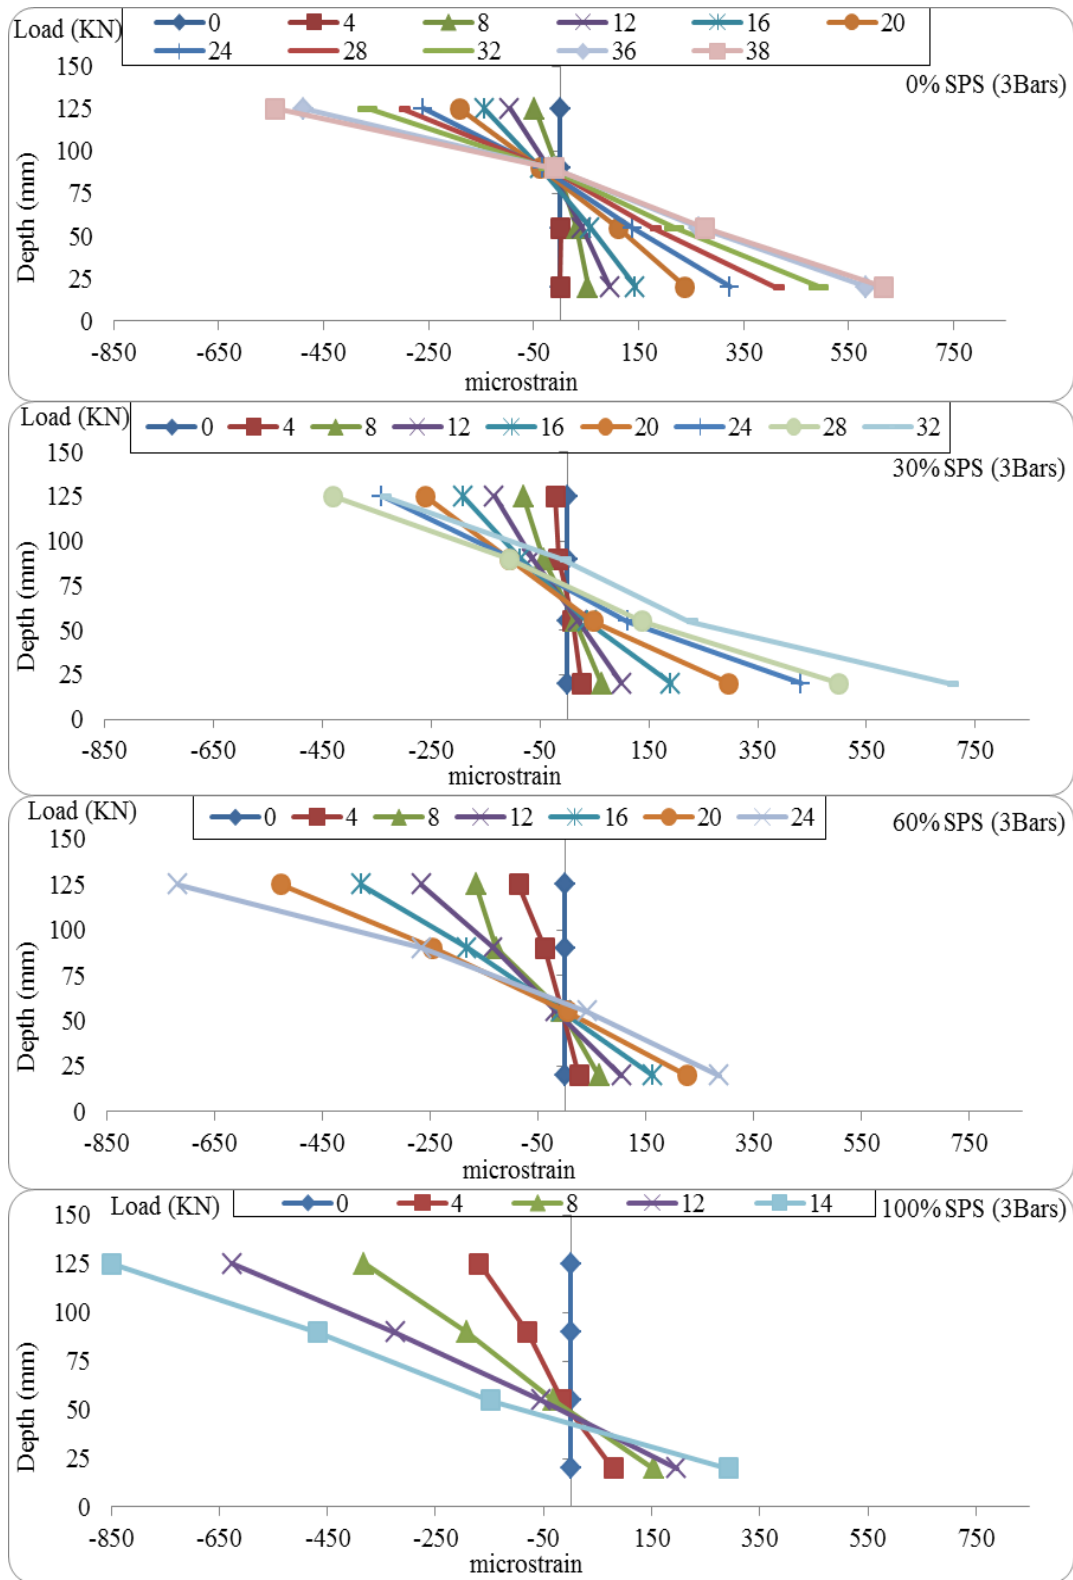 Load (KN)
0 4 8 12 16 20
24 28 32 36 38
0% SPS (3Bars)
150
125
100
75
50
25
0
Depth (mm)
-850 -650 -450 -250 -50 150 350 550 750
microstrain
Load (KN)
0 4 8 12 16 20 24 28 32
30% SPS (3Bars)
150
125
100
75
50
25
0
Depth (mm)
-850 -650 -450 -250 -50 150 350 550 750
microstrain
Load (KN)
0 4 8 12 16 20 24
60% SPS (3Bars)
150
125
100
75
50
25
0
Depth (mm)
-850 -650 -450 -250 -50 150 350 550 750
microstrain
Load (KN)
0 4 8 12 14
100% SPS (3Bars)
150
125
100
75
50
25
0
Depth (mm)
-850 -650 -450 -250 -50 150 350 550 750
microstrain